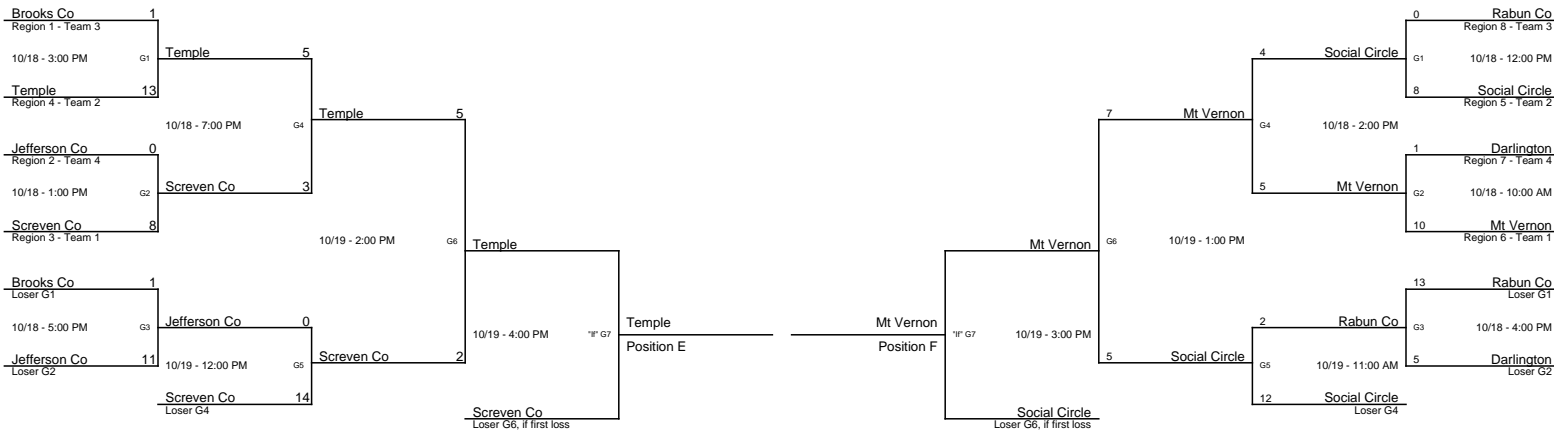 Brooks Co 1
Region 1 - Team 3
10/18 - 3:00 PM G1
Temple 5
Temple 13
Region 4 - Team 2
10/18 - 7:00 PM G4
Temple 5
Jefferson Co 0
Region 2 - Team 4
10/18 - 1:00 PM G2
Screven Co 3
Screven Co 8
Region 3 - Team 1
10/19 - 2:00 PM G6
Temple
Brooks Co 1
Loser G1
10/18 - 5:00 PM G3
Jefferson Co 0
Jefferson Co 11
Loser G2
10/19 - 12:00 PM G5
Screven Co 2
Screven Co 14
Loser G4
10/19 - 4:00 PM "If" G7
Temple
Position E
Screven Co
Loser G6, if first loss
0 Rabun Co
Region 8 - Team 3
G1 10/18 - 12:00 PM
4 Social Circle
8 Social Circle
Region 5 - Team 2
7 Mt Vernon
G4 10/18 - 2:00 PM
1 Darlington
Region 7 - Team 4
G2 10/18 - 10:00 AM
5 Mt Vernon
10 Mt Vernon
Region 6 - Team 1
Mt Vernon
G6 10/19 - 1:00 PM
13 Rabun Co
Loser G1
G3 10/18 - 4:00 PM
2 Rabun Co
5 Darlington
Loser G2
5 Social Circle
G5 10/19 - 11:00 AM
12 Social Circle
Loser G4
Mt Vernon
Position F
"If" G7 10/19 - 3:00 PM
Social Circle
Loser G6, if first loss